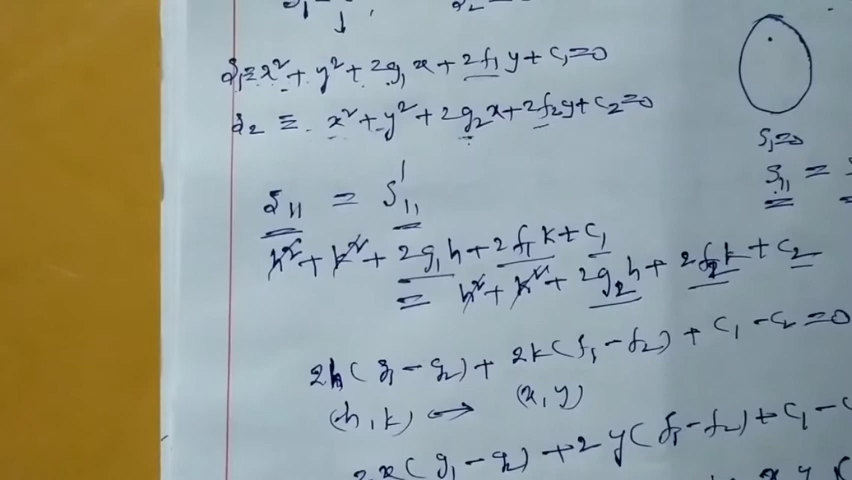 S₁ ≡ x² + y² + 2g₁x + 2f₁y + c₁ = 0
S₂ ≡ x² + y² + 2g₂x + 2f₂y + c₂ = 0
S₁ = 0
S₁₁ =
S₁₁ = S'₁₁
h² + k² + 2g₁h + 2f₁k + c₁
= h² + k² + 2g₂h + 2f₂k + c₂
2h(g₁ - g₂) + 2k(f₁ - f₂) + c₁ - c₂ = 0
(h, k) → (x, y)
2x(g₁ - g₂) + 2y(f₁ - f₂) + c₁ -